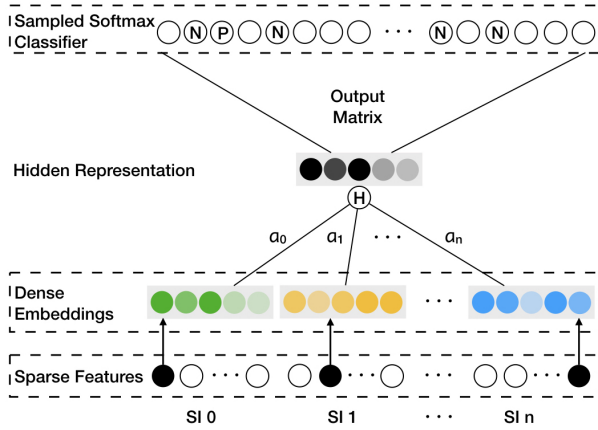 Sampled Softmax
Classifier
N P N ··· N N
Output
Matrix
Hidden Representation
H
a0 a1 ··· an
Dense
Embeddings
···
Sparse Features ··· ··· ··· ···
SI 0 SI 1 ··· SI n